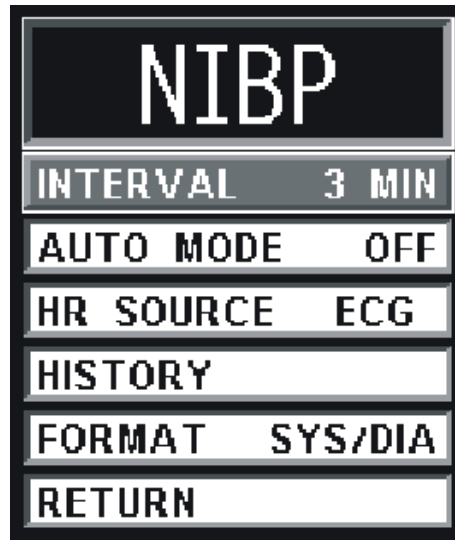 NIBP
INTERVAL 3 MIN
AUTO MODE OFF
HR SOURCE ECG
HISTORY
FORMAT SYS/DIA
RETURN